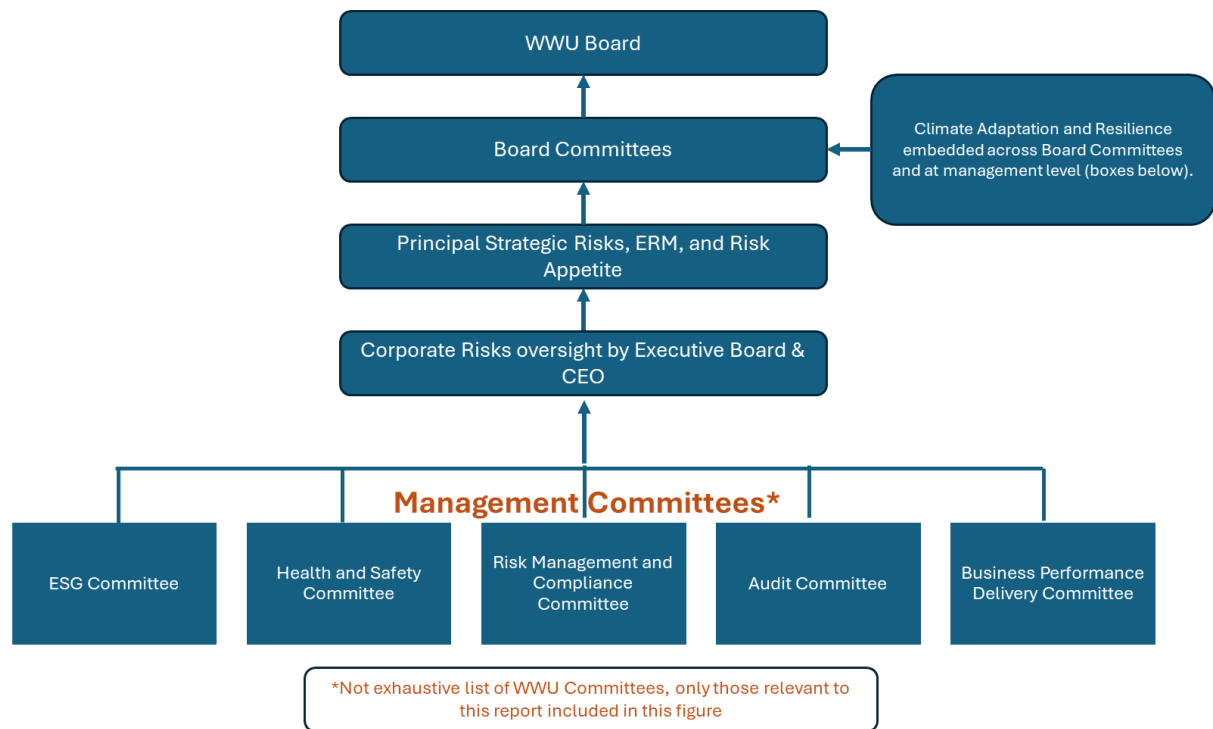 WWU Board
Board Committees
Climate Adaptation and Resilience
embedded across Board Committees
and at management level (boxes below).
Principal Strategic Risks, ERM, and Risk
Appetite
Corporate Risks oversight by Executive Board &
CEO
Management Committees*
ESG Committee
Health and Safety
Committee
Risk Management and
Compliance
Committee
Audit Committee
Business Performance
Delivery Committee
*Not exhaustive list of WWU Committees, only those relevant to
this report included in this figure